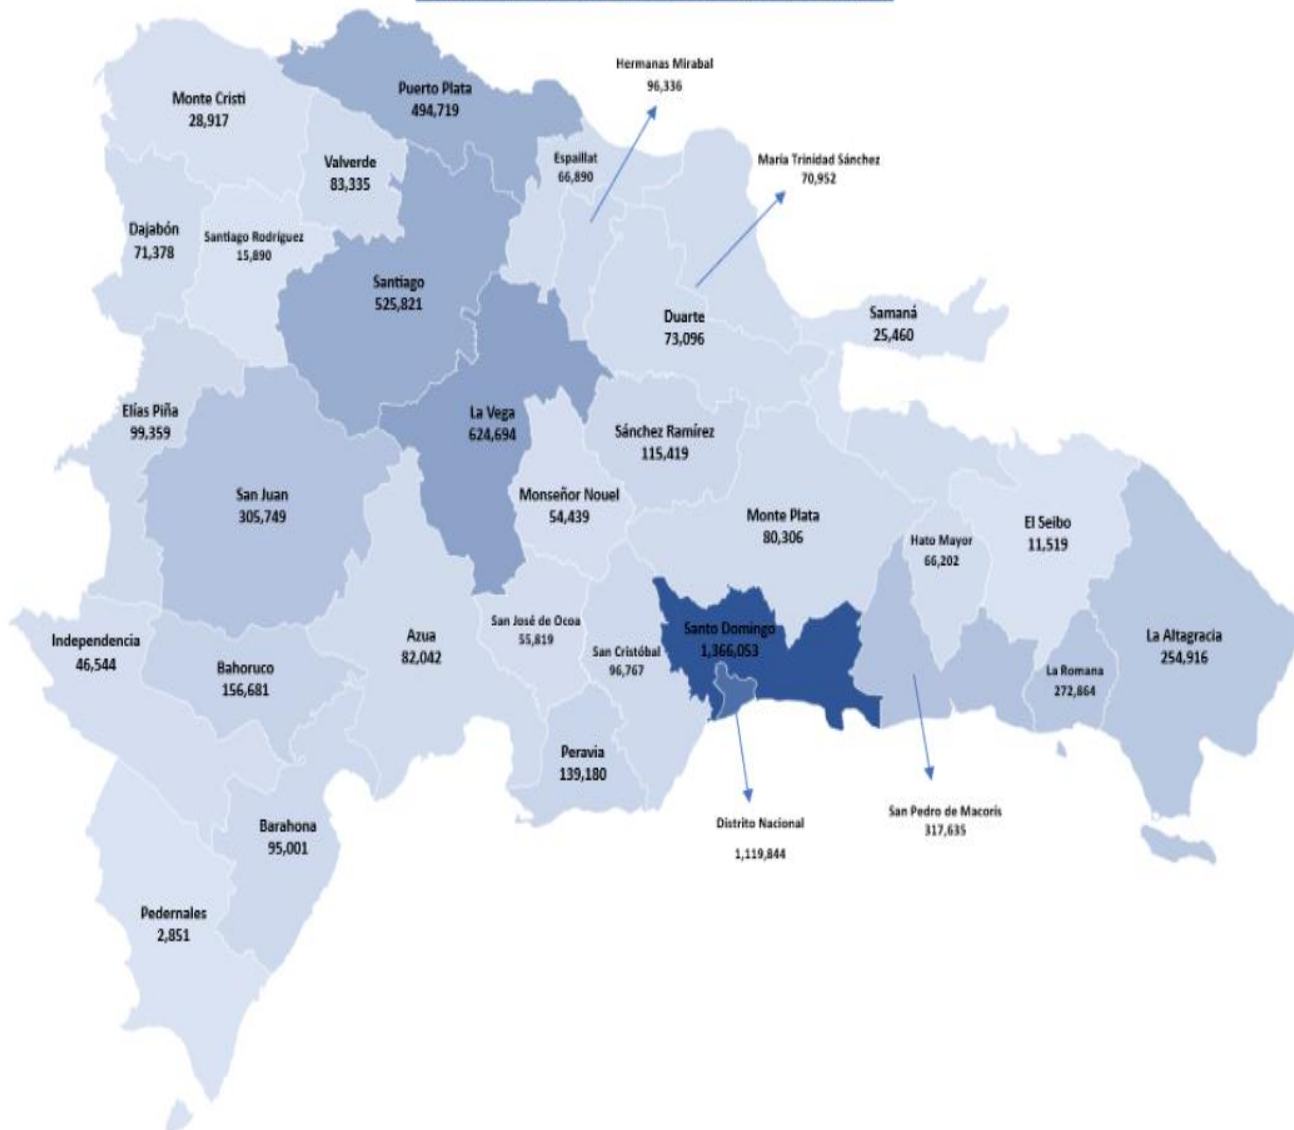 Hermanas Mirabal
96,336
Puerto Plata
494,719
Monte Cristi
28,917
Valverde
83,335
Espaillat
66,890
María Trinidad Sánchez
70,952
Dajabón
71,378
Santiago Rodríguez
15,890
Santiago
525,821
Duarte
73,096
Samaná
25,460
Elías Piña
99,359
La Vega
624,694
Sánchez Ramírez
115,419
San Juan
305,749
Monseñor Nouel
54,439
Monte Plata
80,306
Hato Mayor
66,202
El Seibo
11,519
Independencia
46,544
Bahoruco
156,681
Azua
82,042
San José de Ocoa
55,819
San Cristóbal
96,767
Santo Domingo
1,366,053
La Romana
272,864
La Altagracia
254,916
Peravia
139,180
Barahona
95,001
Distrito Nacional
1,119,844
San Pedro de Macorís
317,635
Pedernales
2,851